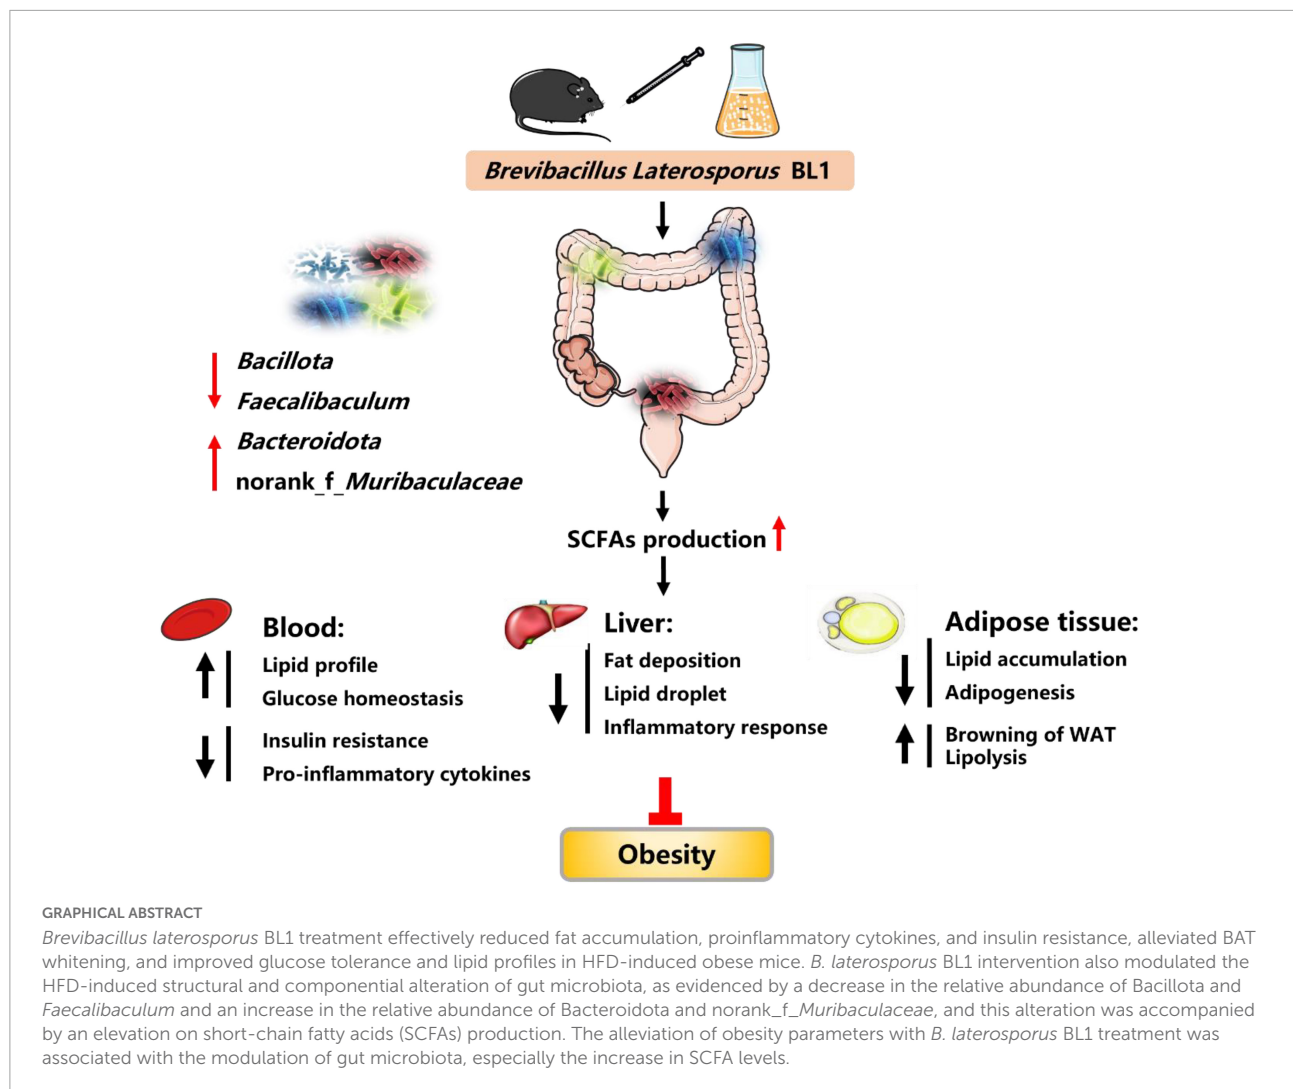 Brevibacillus Laterosporus BL1
Bacillota
Faecalibaculum
Bacteroidota
norank_f_Muribaculaceae
SCFAs production
Blood:
Lipid profile
Glucose homeostasis
Insulin resistance
Pro-inflammatory cytokines
Liver:
Fat deposition
Lipid droplet
Inflammatory response
Adipose tissue:
Lipid accumulation
Adipogenesis
Browning of WAT
Lipolysis
Obesity
GRAPHICAL ABSTRACT
Brevibacillus laterosporus BL1 treatment effectively reduced fat accumulation, proinflammatory cytokines, and insulin resistance, alleviated BAT
whitening, and improved glucose tolerance and lipid profiles in HFD-induced obese mice. B. laterosporus BL1 intervention also modulated the
HFD-induced structural and componential alteration of gut microbiota, as evidenced by a decrease in the relative abundance of Bacillota and
Faecalibaculum and an increase in the relative abundance of Bacteroidota and norank_f_Muribaculaceae, and this alteration was accompanied
by an elevation on short-chain fatty acids (SCFAs) production. The alleviation of obesity parameters with B. laterosporus BL1 treatment was
associated with the modulation of gut microbiota, especially the increase in SCFA levels.